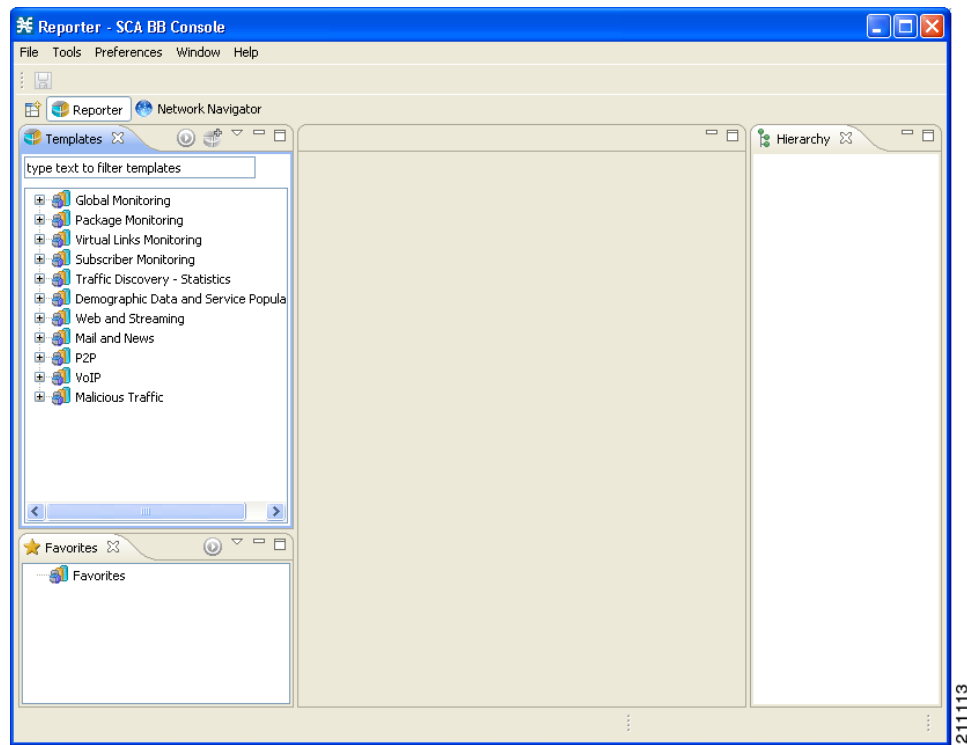 Reporter - SCA BB Console
File Tools Preferences Window Help
Reporter Network Navigator
Templates
type text to filter templates
Global Monitoring
Package Monitoring
Virtual Links Monitoring
Subscriber Monitoring
Traffic Discovery - Statistics
Demographic Data and Service Popula
Web and Streaming
Mail and News
P2P
VoIP
Malicious Traffic
Favorites
Favorites
Hierarchy
211113